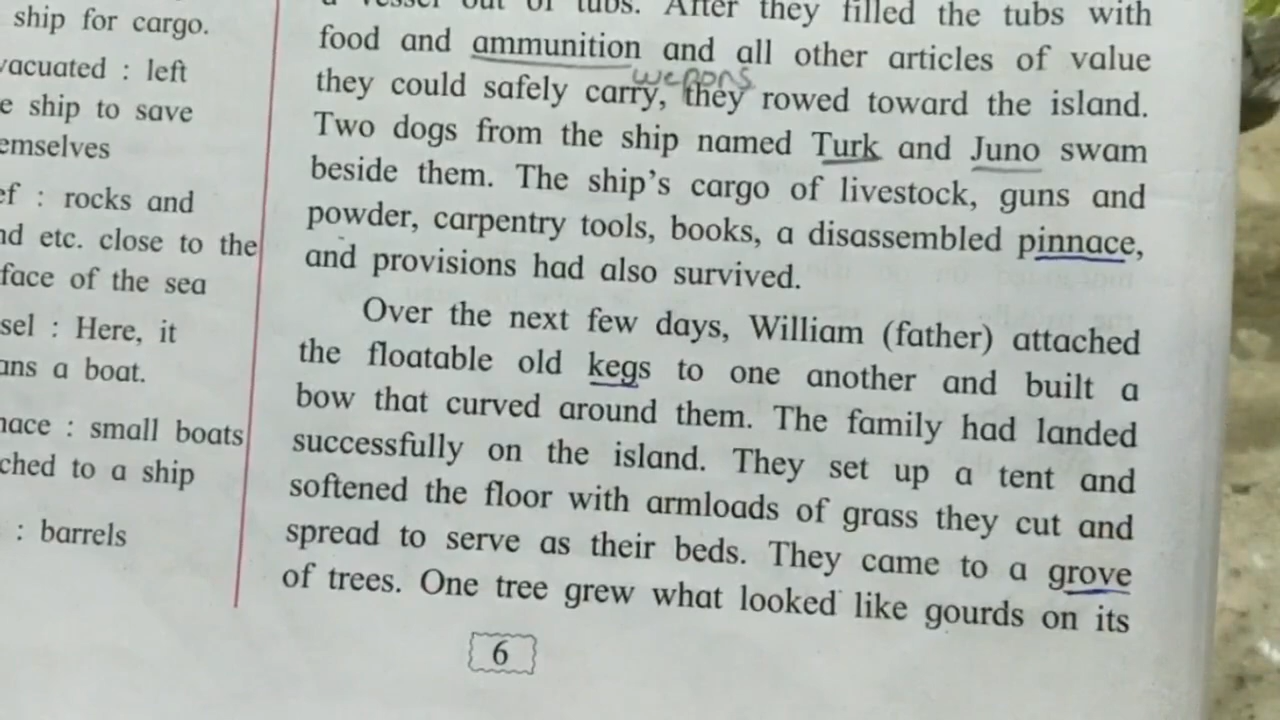 ship for cargo.
vacuated : left
e ship to save
emselves
ef : rocks and
nd etc. close to the
face of the sea
sel : Here, it
ans a boat.
nace : small boats
ched to a ship
: barrels
a vessel out of tubs. After they filled the tubs with
food and ammunition and all other articles of value
wepons
they could safely carry, they rowed toward the island.
Two dogs from the ship named Turk and Juno swam
beside them. The ship's cargo of livestock, guns and
powder, carpentry tools, books, a disassembled pinnace,
and provisions had also survived.
Over the next few days, William (father) attached
the floatable old kegs to one another and built a
bow that curved around them. The family had landed
successfully on the island. They set up a tent and
softened the floor with armloads of grass they cut and
spread to serve as their beds. They came to a grove
of trees. One tree grew what looked like gourds on its
6